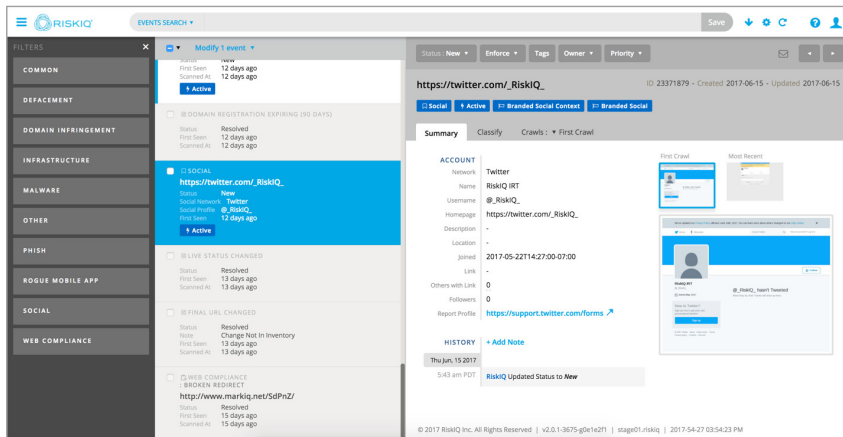 RISKIQ
EVENTS SEARCH
Save
FILTERS
COMMON
DEFACEMENT
DOMAIN INFRINGEMENT
INFRASTRUCTURE
MALWARE
OTHER
PHISH
ROGUE MOBILE APP
SOCIAL
WEB COMPLIANCE
Modify 1 event
Status New
First Seen 12 days ago
Scanned At 12 days ago
Active
DOMAIN REGISTRATION EXPIRING (90 DAYS)
Status Resolved
First Seen 12 days ago
Scanned At 12 days ago
SOCIAL
https://twitter.com/_RiskIQ_
Status New
Social Network Twitter
Social Profile @_RiskIQ_
First Seen 12 days ago
Active
LIVE STATUS CHANGED
Status Resolved
First Seen 13 days ago
Scanned At 13 days ago
FINAL URL CHANGED
Status Resolved
Note Change Not In Inventory
First Seen 13 days ago
Scanned At 13 days ago
WEB COMPLIANCE
: BROKEN REDIRECT
http://www.markiq.net/SdPnZ/
Status Resolved
First Seen 15 days ago
Scanned At 15 days ago
Status : New Enforce Tags Owner Priority
https://twitter.com/_RiskIQ_
ID 23371879 - Created 2017-06-15 - Updated 2017-06-15
Social Active Branded Social Context Branded Social
Summary Classify Crawls : First Crawl
ACCOUNT
Network Twitter
Name RiskIQ IRT
Username @_RiskIQ_
Homepage https://twitter.com/_RiskIQ_
Description -
Location -
Joined 2017-05-22T14:27:00-07:00
Link -
Others with Link 0
Followers 0
Report Profile https://support.twitter.com/forms
HISTORY + Add Note
Thu Jun, 15 2017
5:43 am PDT RiskIQ Updated Status to New
First Crawl Most Recent
RiskIQ IRT
@_RiskIQ_ hasn't Tweeted
© 2017 RiskIQ Inc. All Rights Reserved | v2.0.1-3675-g0e1e2f1 | stage01.riskiq | 2017-54-27 03:54:23 PM